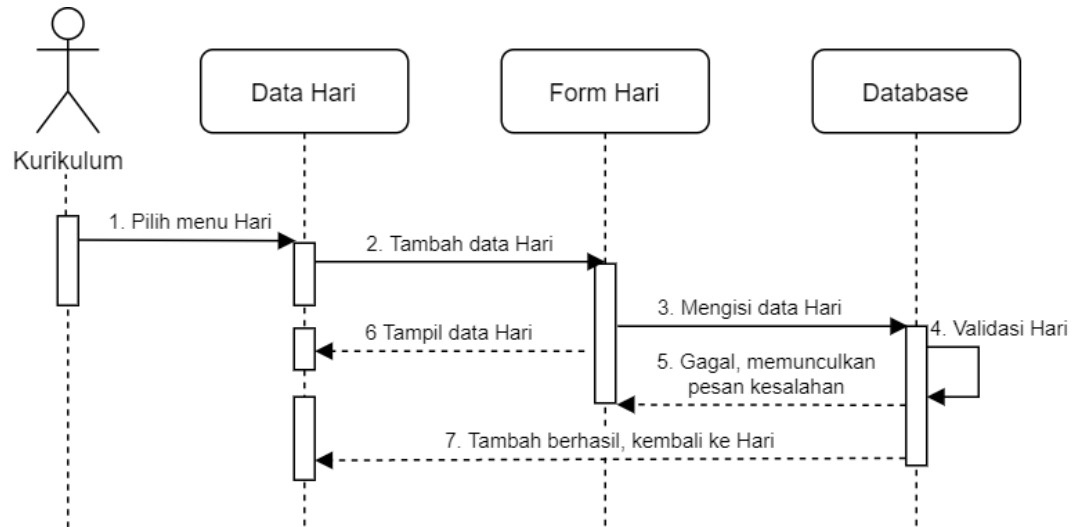 Kurikulum
Data Hari
Form Hari
Database
1. Pilih menu Hari
2. Tambah data Hari
3. Mengisi data Hari
4. Validasi Hari
6 Tampil data Hari
5. Gagal, memunculkan
pesan kesalahan
7. Tambah berhasil, kembali ke Hari